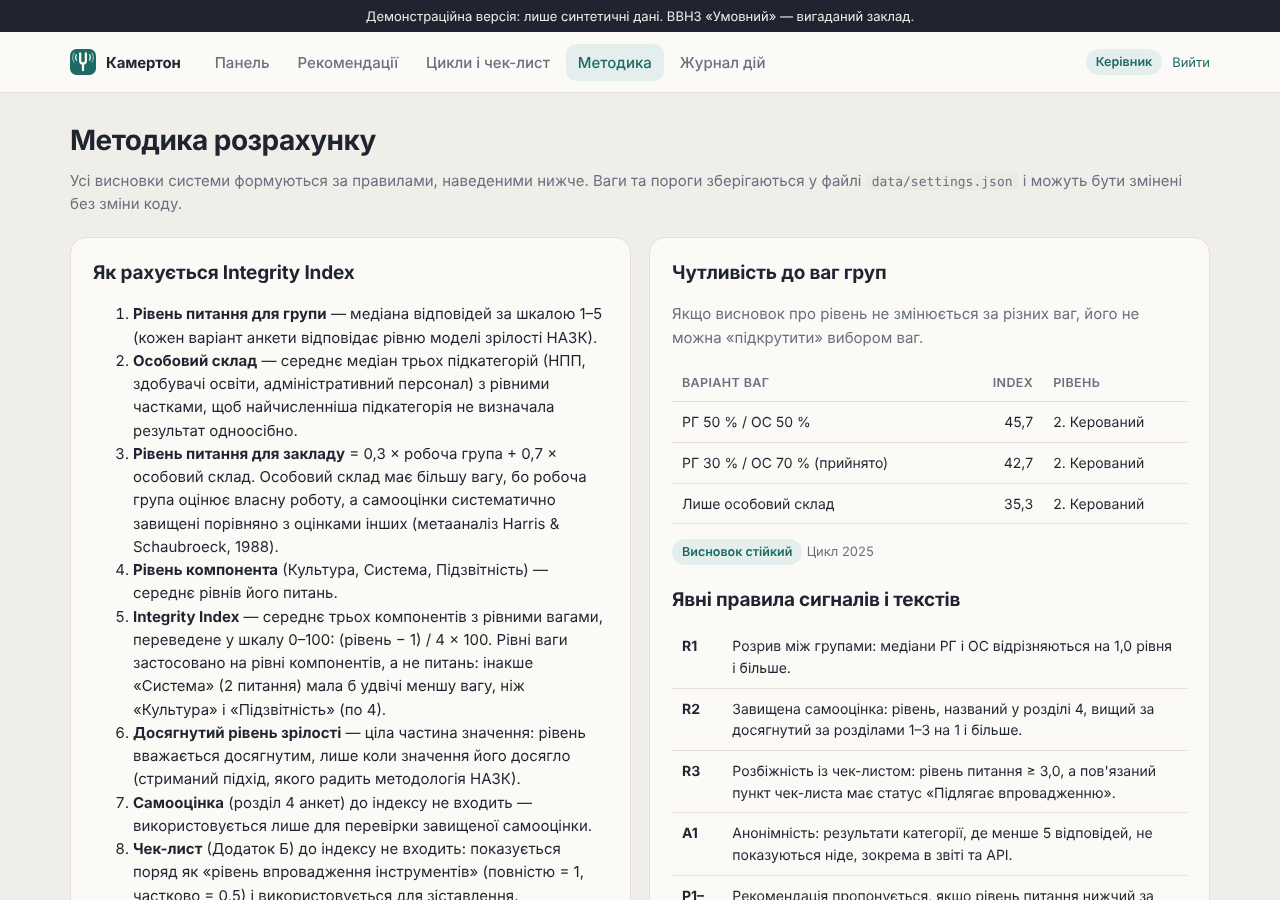 Демонстраційна версія: лише синтетичні дані. ВВНЗ «Умовний» — вигаданий заклад.
Камертон
Панель
Рекомендації
Цикли і чек-лист
Методика
Журнал дій
Керівник
Вийти
Методика розрахунку
Усі висновки системи формуються за правилами, наведеними нижче. Ваги та пороги зберігаються у файлі data/settings.json і можуть бути змінені
без зміни коду.
Як рахується Integrity Index
1. Рівень питання для групи — медіана відповідей за шкалою 1–5
(кожен варіант анкети відповідає рівню моделі зрілості НАЗК).
2. Особовий склад — середнє медіан трьох підкатегорій (НПП,
здобувачі освіти, адміністративний персонал) з рівними
частками, щоб найчисленніша підкатегорія не визначала
результат одноосібно.
3. Рівень питання для закладу = 0,3 × робоча група + 0,7 ×
особовий склад. Особовий склад має більшу вагу, бо робоча
група оцінює власну роботу, а самооцінки систематично
завищені порівняно з оцінками інших (метааналіз Harris &
Schaubroeck, 1988).
4. Рівень компонента (Культура, Система, Підзвітність) —
середнє рівнів його питань.
5. Integrity Index — середнє трьох компонентів з рівними вагами,
переведене у шкалу 0–100: (рівень − 1) / 4 × 100. Рівні ваги
застосовано на рівні компонентів, а не питань: інакше
«Система» (2 питання) мала б удвічі меншу вагу, ніж
«Культура» і «Підзвітність» (по 4).
6. Досягнутий рівень зрілості — ціла частина значення: рівень
вважається досягнутим, лише коли значення його досягло
(стриманий підхід, якого радить методологія НАЗК).
7. Самооцінка (розділ 4 анкет) до індексу не входить —
використовується лише для перевірки завищеної самооцінки.
8. Чек-лист (Додаток Б) до індексу не входить: показується
поряд як «рівень впровадження інструментів» (повністю = 1,
частково = 0,5) і використовується для зіставлення.
Чутливість до ваг груп
Якщо висновок про рівень не змінюється за різних ваг, його не
можна «підкрутити» вибором ваг.
ВАРІАНТ ВАГ INDEX РІВЕНЬ
РГ 50 % / ОС 50 % 45,7 2. Керований
РГ 30 % / ОС 70 % (прийнято) 42,7 2. Керований
Лише особовий склад 35,3 2. Керований
Висновок стійкий Цикл 2025
Явні правила сигналів і текстів
R1 Розрив між групами: медіани РГ і ОС відрізняються на 1,0 рівня
і більше.
R2 Завищена самооцінка: рівень, названий у розділі 4, вищий за
досягнутий за розділами 1–3 на 1 і більше.
R3 Розбіжність із чек-листом: рівень питання ≥ 3,0, а пов'язаний
пункт чек-листа має статус «Підлягає впровадженню».
A1 Анонімність: результати категорії, де менше 5 відповідей, не
показуються ніде, зокрема в звіті та API.
P1– Рекомендація пропонується, якщо рівень питання нижчий за